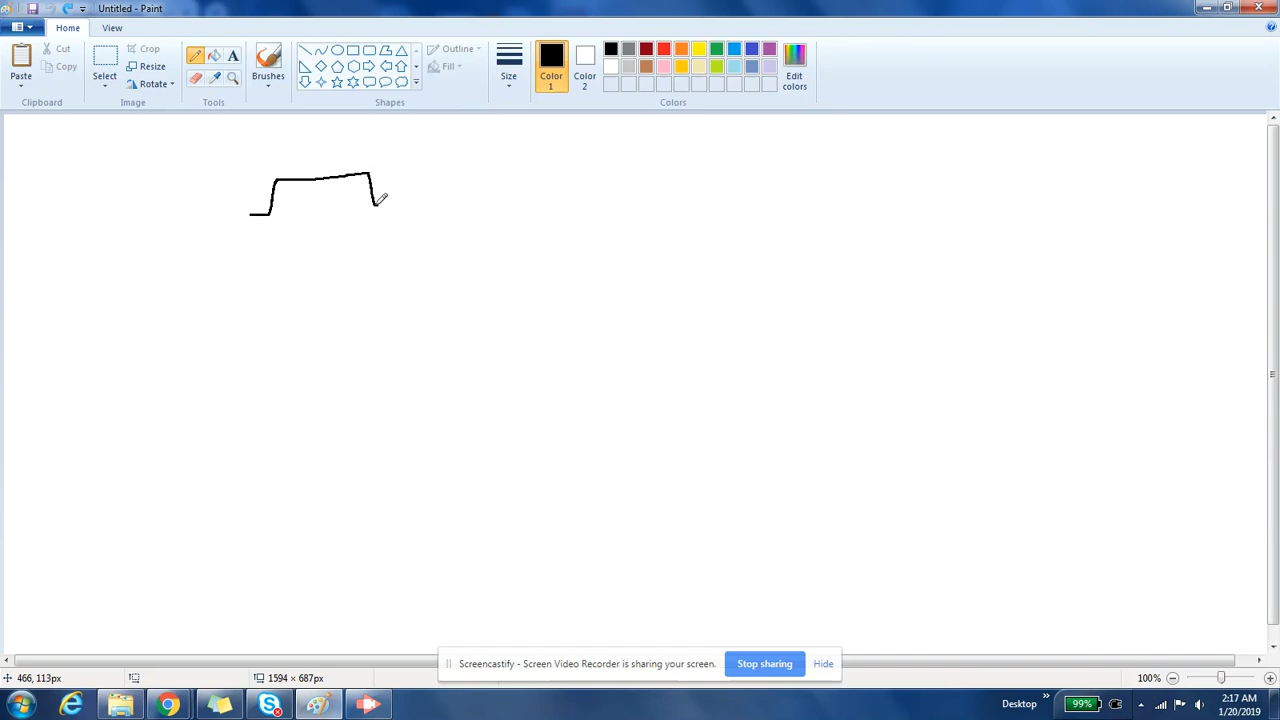 Untitled - Paint
Home View
Paste
Cut
Copy
Clipboard
Select
Crop
Resize
Rotate
Image
A
Tools
Brushes
Shapes
Outline
Fill
Size
Color 1
Color 2
Edit colors
Colors
Screencastify - Screen Video Recorder is sharing your screen. Stop sharing Hide
466, 113px 1594 × 687px 100%
Desktop 99% 2:17 AM
1/20/2019